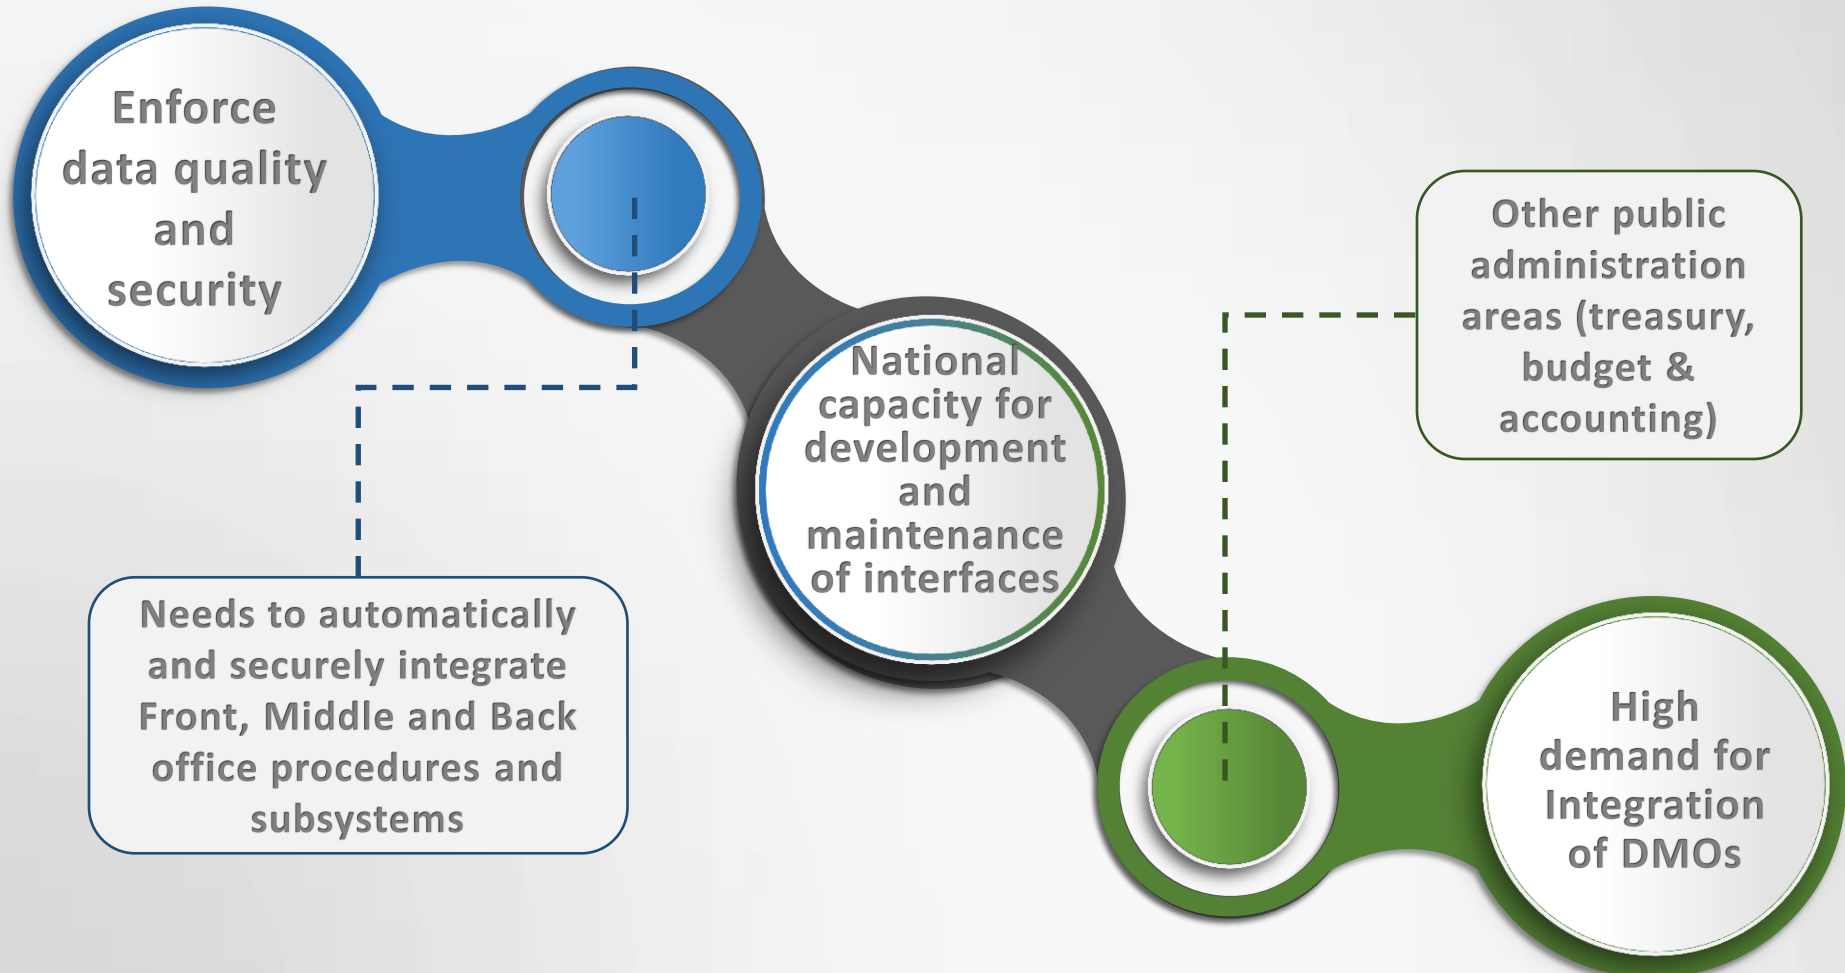 Enforce
data quality
and
security
Needs to automatically
and securely integrate
Front, Middle and Back
office procedures and
subsystems
National
capacity for
development
and
maintenance
of interfaces
Other public
administration
areas (treasury,
budget &
accounting)
High
demand for
Integration
of DMOs